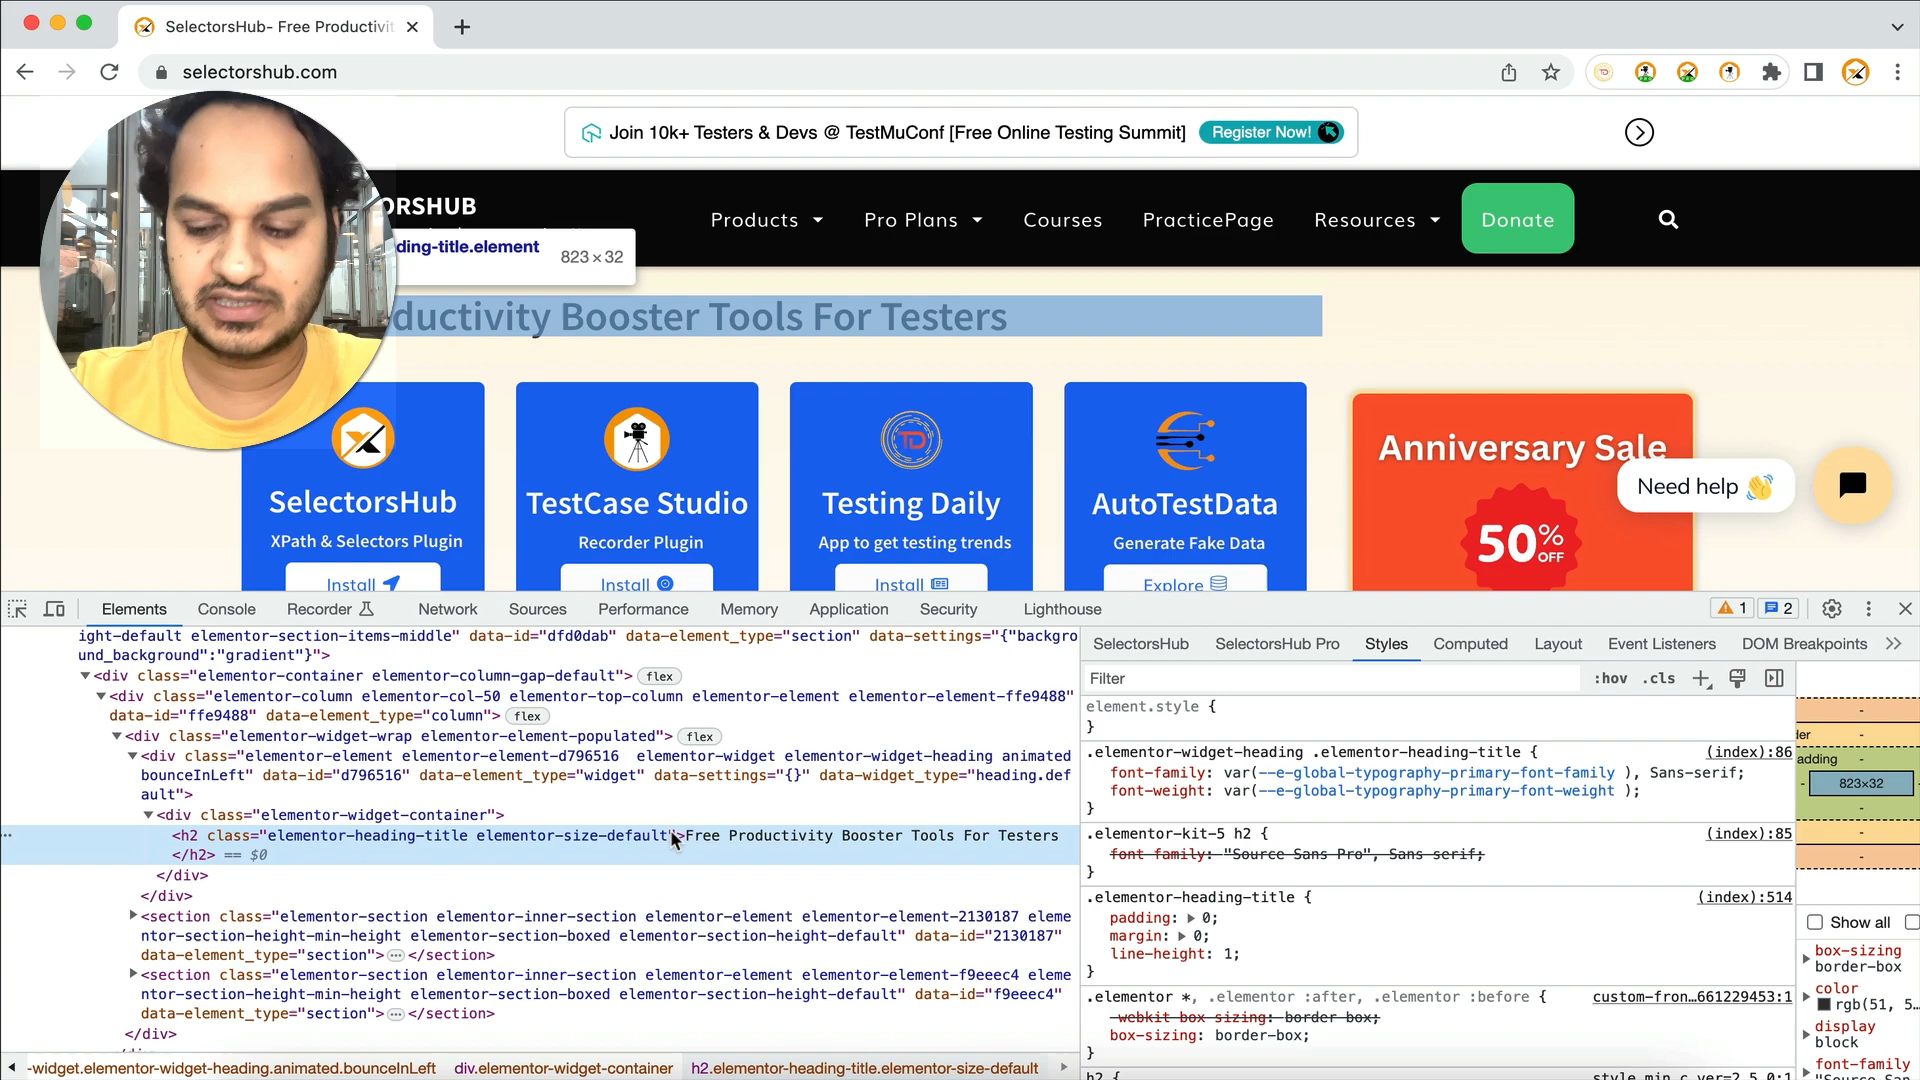 SelectorsHub- Free Productivit
selectorshub.com
Join 10k+ Testers & Devs @ TestMuConf [Free Online Testing Summit] Register Now!
ORSHUB
Products Pro Plans Courses PracticePage Resources Donate
ding-title.element 823 × 32
ductivity Booster Tools For Testers
SelectorsHub
XPath & Selectors Plugin
Install
TestCase Studio
Recorder Plugin
Install
TD
Testing Daily
App to get testing trends
Install
AutoTestData
Generate Fake Data
Explore
Anniversary Sale
50% OFF
Need help 👋
Elements Console Recorder Network Sources Performance Memory Application Security Lighthouse 1 2
ight-default elementor-section-items-middle" data-id="dfd0dab" data-element_type="section" data-settings="{"backgro
und_background":"gradient"}">
<div class="elementor-container elementor-column-gap-default"> flex
<div class="elementor-column elementor-col-50 elementor-top-column elementor-element elementor-element-ffe9488"
data-id="ffe9488" data-element_type="column"> flex
<div class="elementor-widget-wrap elementor-element-populated"> flex
<div class="elementor-element elementor-element-d796516  elementor-widget elementor-widget-heading animated
bounceInLeft" data-id="d796516" data-element_type="widget" data-settings="{}" data-widget_type="heading.def
ault">
<div class="elementor-widget-container">
<h2 class="elementor-heading-title elementor-size-default">Free Productivity Booster Tools For Testers
</h2> == $0
</div>
</div>
<section class="elementor-section elementor-inner-section elementor-element elementor-element-2130187 eleme
ntor-section-height-min-height elementor-section-boxed elementor-section-height-default" data-id="2130187"
data-element_type="section"> ⋯ </section>
<section class="elementor-section elementor-inner-section elementor-element elementor-element-f9eeec4 eleme
ntor-section-height-min-height elementor-section-boxed elementor-section-height-default" data-id="f9eeec4"
data-element_type="section"> ⋯ </section>
</div>
-widget.elementor-widget-heading.animated.bounceInLeft div.elementor-widget-container h2.elementor-heading-title.elementor-size-default
SelectorsHub SelectorsHub Pro Styles Computed Layout Event Listeners DOM Breakpoints
Filter :hov .cls
element.style {
}
.elementor-widget-heading .elementor-heading-title { (index):86
font-family: var(--e-global-typography-primary-font-family ), Sans-serif;
font-weight: var(--e-global-typography-primary-font-weight );
}
.elementor-kit-5 h2 { (index):85
font-family: "Source Sans Pro", Sans-serif;
}
.elementor-heading-title { (index):514
padding: 0;
margin: 0;
line-height: 1;
}
.elementor *, .elementor :after, .elementor :before { custom-fron…661229453:1
-webkit-box-sizing: border-box;
box-sizing: border-box;
}
h2 { style.min.c…ver=2.5.0:1
der
adding
823×32
Show all
box-sizing
border-box
color
rgb(51, 5…
display
block
font-family